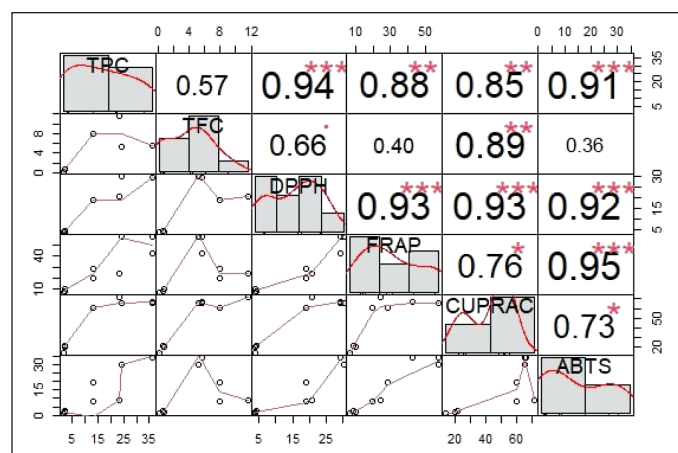 0 4 8 12 10 30 50 0 10 20 30
TPC 0.57 0.94*** 0.88** 0.85** 0.91*** 5 15 20 35
0 4 8 TFC 0.66. 0.40 0.89** 0.36
DPPH 0.93*** 0.93*** 0.92*** 5 15 30
10 40 FRAP 0.76* 0.95***
CUPRAC 0.73* 20 50
0 15 30 ABTS
5 15 25 35 5 15 25 20 40 60